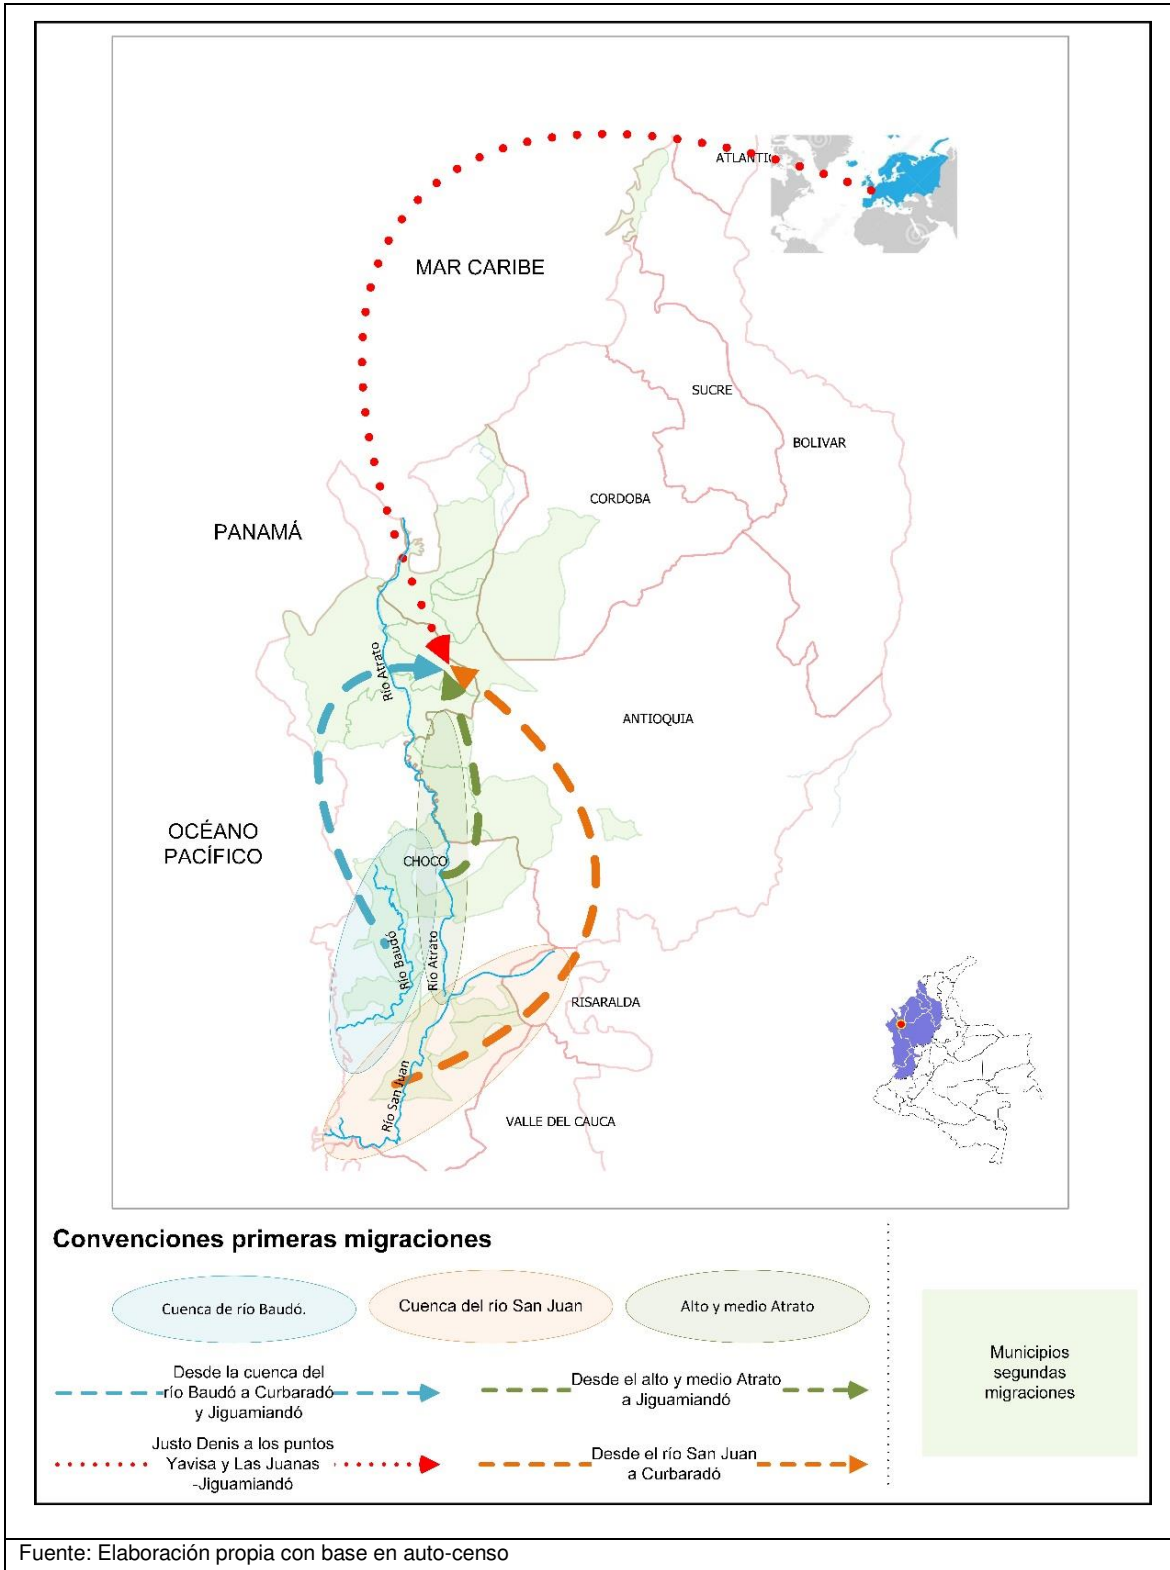 ATLANTIC
MAR CARIBE
SUCRE
BOLIVAR
CORDOBA
PANAMÁ
Río Atrato
ANTIOQUIA
OCÉANO
PACÍFICO
CHOCO
Río Baudó
Río Atrato
RISARALDA
Río San Juan
VALLE DEL CAUCA
Convenciones primeras migraciones
Cuenca de río Baudó.
Cuenca del río San Juan
Alto y medio Atrato
Desde la cuenca del
río Baudó a Curbaradó
y Jiguamiandó
Desde el alto y medio Atrato
a Jiguamiandó
Justo Denis a los puntos
Yavisa y Las Juanas
-Jiguamiandó
Desde el río San Juan
a Curbaradó
Municipios
segundas
migraciones
Fuente: Elaboración propia con base en auto-censo